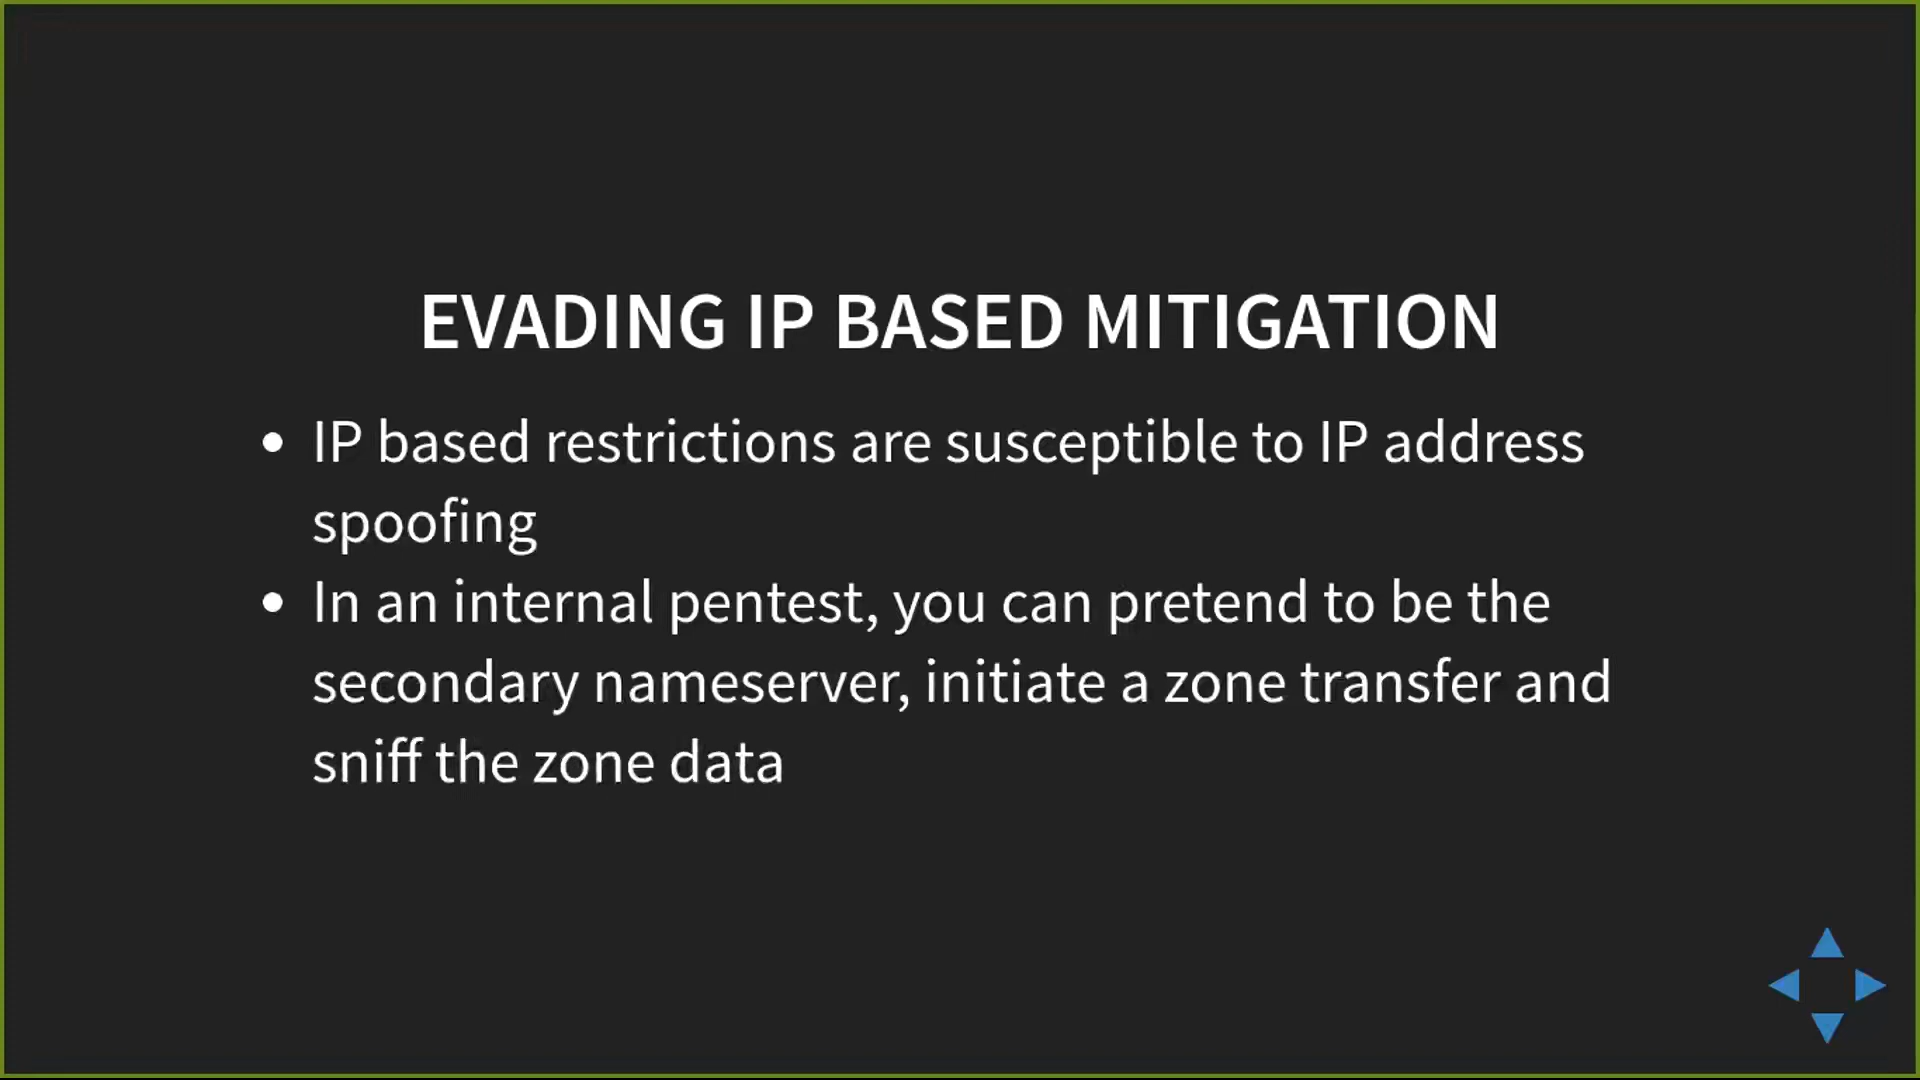 EVADING IP BASED MITIGATION
• IP based restrictions are susceptible to IP address
spoofing
• In an internal pentest, you can pretend to be the
secondary nameserver, initiate a zone transfer and
sniff the zone data